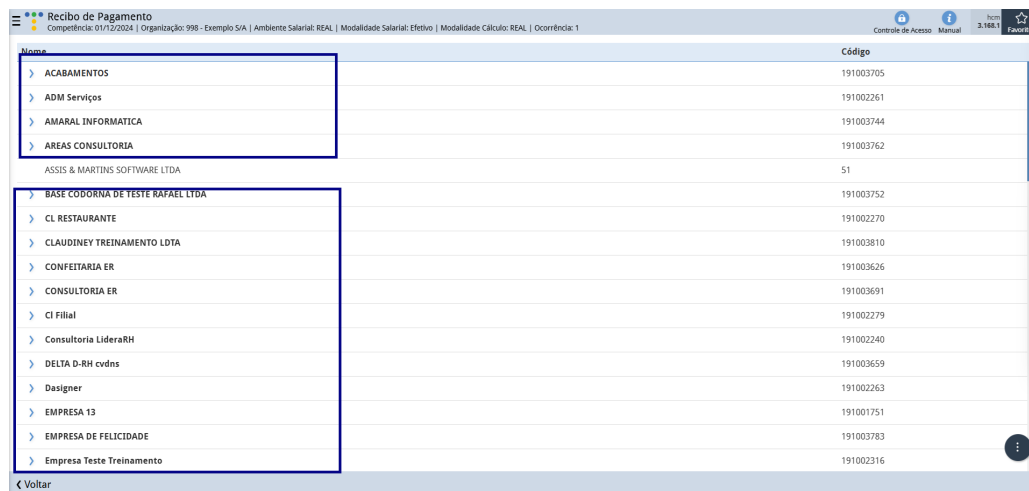 Recibo de Pagamento
Competência: 01/12/2024 | Organização: 998 - Exemplo S/A | Ambiente Salarial: REAL | Modalidade Salarial: Efetivo | Modalidade Cálculo: REAL | Ocorrência: 1
Controle de Acesso
Manual
hcm
3.168.1
Favorit
Nome Código
ACABAMENTOS 191003705
ADM Serviços 191002261
AMARAL INFORMATICA 191003744
AREAS CONSULTORIA 191003762
ASSIS & MARTINS SOFTWARE LTDA 51
BASE CODORNA DE TESTE RAFAEL LTDA 191003752
CL RESTAURANTE 191002270
CLAUDINEY TREINAMENTO LDTA 191003810
CONFEITARIA ER 191003626
CONSULTORIA ER 191003691
Cl Filial 191002279
Consultoria LideraRH 191002240
DELTA D-RH cvdns 191003659
Dasigner 191002263
EMPRESA 13 191001751
EMPRESA DE FELICIDADE 191003783
Empresa Teste Treinamento 191002316
Voltar